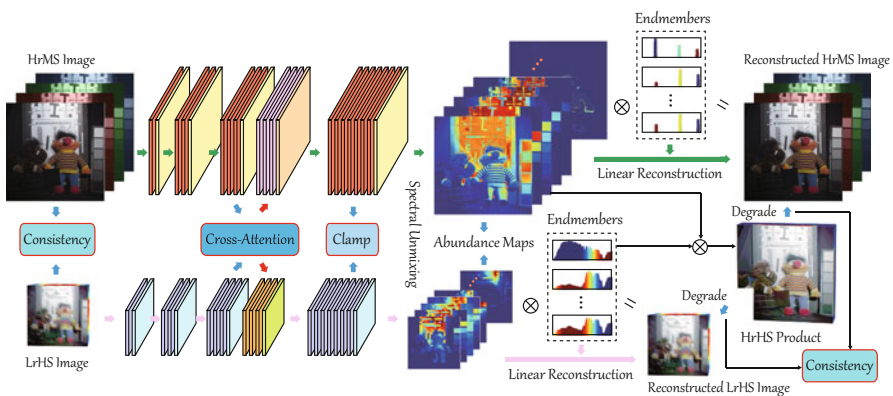 HrMS Image
Endmembers
Reconstructed HrMS Image
Linear Reconstruction
Spectral Unmixing
Consistency
Cross-Attention
Clamp
Abundance Maps
Endmembers
Degrade
Degrade
HrHS Product
LrHS Image
Linear Reconstruction
Reconstructed LrHS Image
Consistency